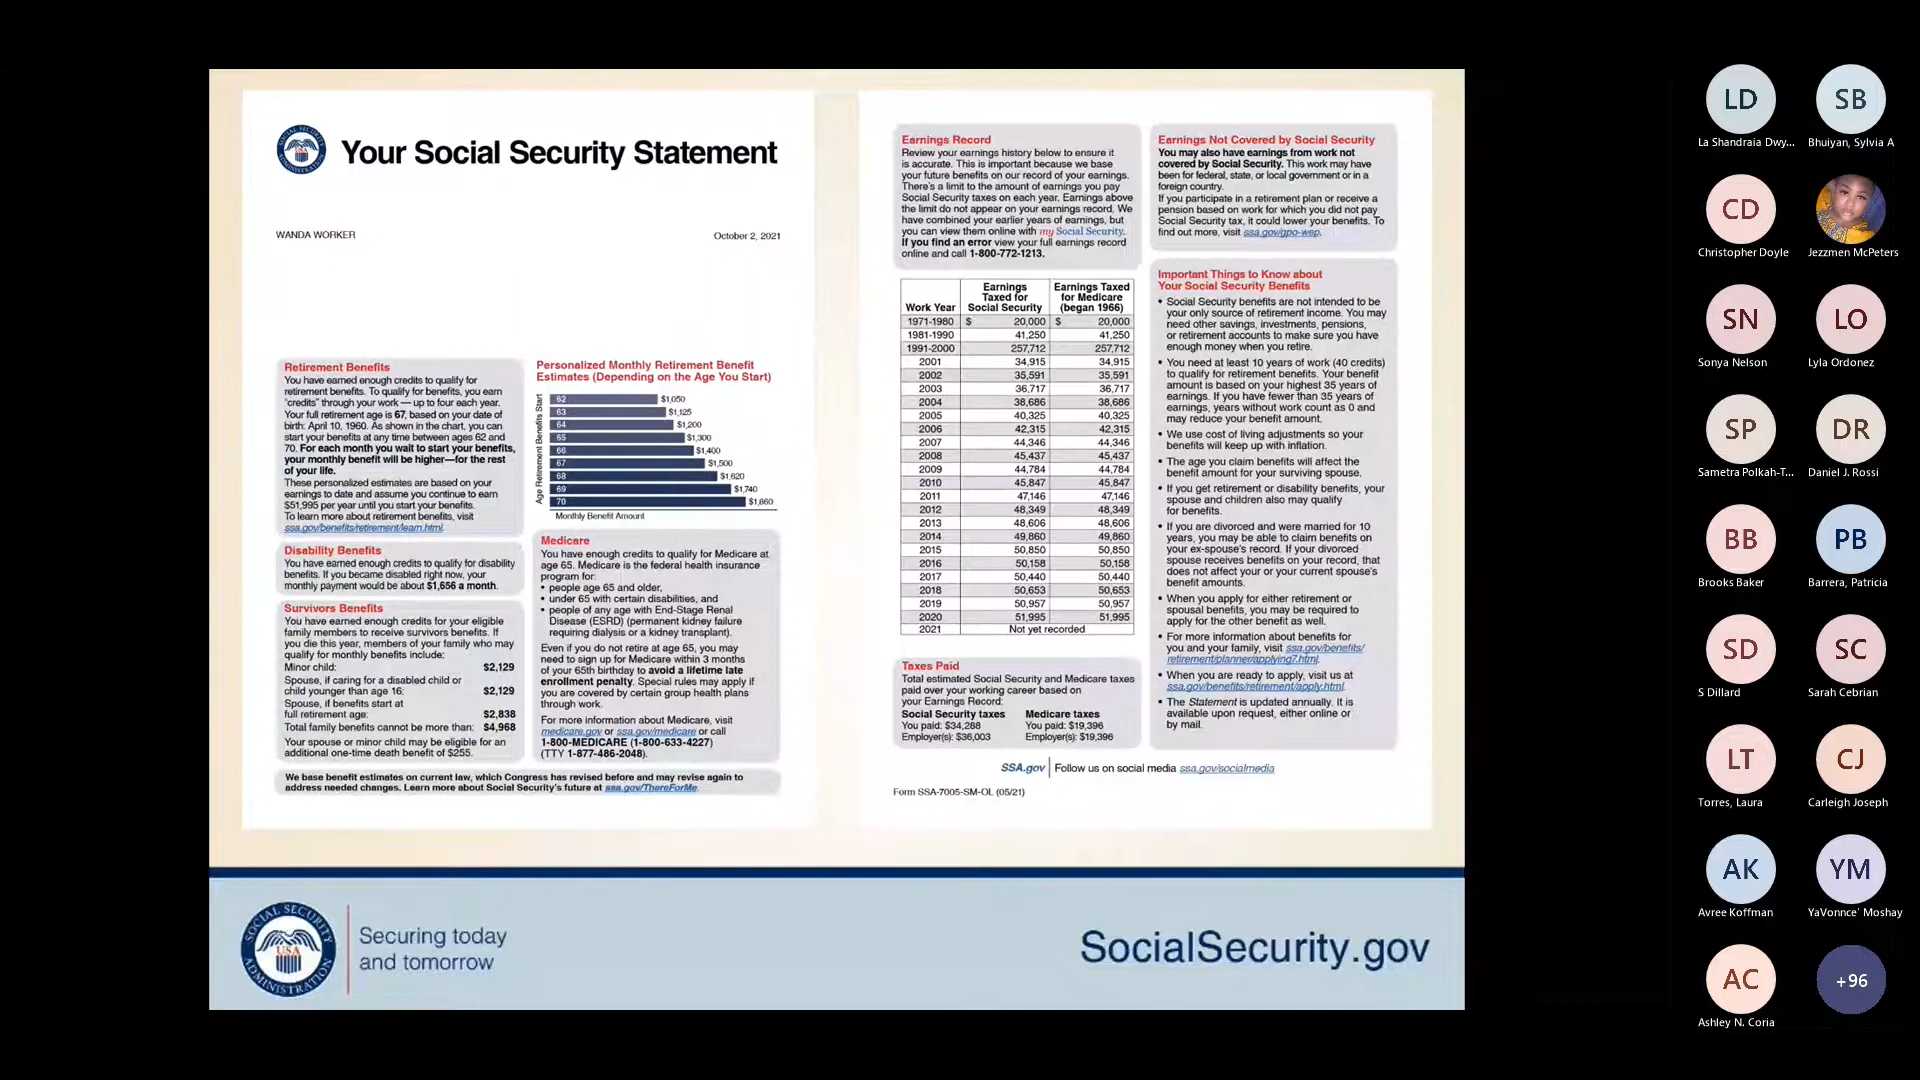 Your Social Security Statement
WANDA WORKER
October 2, 2021
Retirement Benefits
You have earned enough credits to qualify for
retirement benefits. To qualify for benefits, you earn
"credits" through your work — up to four each year.
Your full retirement age is 67, based on your date of
birth: April 10, 1960. As shown in the chart, you can
start your benefits at any time between ages 62 and
70. For each month you wait to start your benefits,
your monthly benefit will be higher—for the rest
of your life.
These personalized estimates are based on your
earnings to date and assume you continue to earn
$51,995 per year until you start your benefits.
To learn more about retirement benefits, visit
ssa.gov/benefits/retirement/learn.html.
Disability Benefits
You have earned enough credits to qualify for disability
benefits. If you became disabled right now, your
monthly payment would be about $1,656 a month.
Survivors Benefits
You have earned enough credits for your eligible
family members to receive survivors benefits. If
you die this year, members of your family who may
qualify for monthly benefits include:
Minor child: $2,129
Spouse, if caring for a disabled child or
child younger than age 16: $2,129
Spouse, if benefits start at
full retirement age: $2,838
Total family benefits cannot be more than: $4,968
Your spouse or minor child may be eligible for an
additional one-time death benefit of $255.
Personalized Monthly Retirement Benefit
Estimates (Depending on the Age You Start)
Age Retirement Benefits Start
62 $1,050
63 $1,125
64 $1,200
65 $1,300
66 $1,400
67 $1,500
68 $1,620
69 $1,740
70 $1,860
Monthly Benefit Amount
Medicare
You have enough credits to qualify for Medicare at
age 65. Medicare is the federal health insurance
program for:
• people age 65 and older,
• under 65 with certain disabilities, and
• people of any age with End-Stage Renal
Disease (ESRD) (permanent kidney failure
requiring dialysis or a kidney transplant).
Even if you do not retire at age 65, you may
need to sign up for Medicare within 3 months
of your 65th birthday to avoid a lifetime late
enrollment penalty. Special rules may apply if
you are covered by certain group health plans
through work.
For more information about Medicare, visit
medicare.gov or ssa.gov/medicare or call
1-800-MEDICARE (1-800-633-4227)
(TTY 1-877-486-2048).
We base benefit estimates on current law, which Congress has revised before and may revise again to
address needed changes. Learn more about Social Security's future at ssa.gov/ThereForMe.
Earnings Record
Review your earnings history below to ensure it
is accurate. This is important because we base
your future benefits on our record of your earnings.
There's a limit to the amount of earnings you pay
Social Security taxes on each year. Earnings above
the limit do not appear on your earnings record. We
have combined your earlier years of earnings, but
you can view them online with my Social Security.
If you find an error view your full earnings record
online and call 1-800-772-1213.
Work Year Earnings Taxed for Social Security Earnings Taxed for Medicare (began 1966)
1971-1980 $ 20,000 $ 20,000
1981-1990 41,250 41,250
1991-2000 257,712 257,712
2001 34,915 34,915
2002 35,591 35,591
2003 36,717 36,717
2004 38,686 38,686
2005 40,325 40,325
2006 42,315 42,315
2007 44,346 44,346
2008 45,437 45,437
2009 44,784 44,784
2010 45,847 45,847
2011 47,146 47,146
2012 48,349 48,349
2013 48,606 48,606
2014 49,860 49,860
2015 50,850 50,850
2016 50,158 50,158
2017 50,440 50,440
2018 50,653 50,653
2019 50,957 50,957
2020 51,995 51,995
2021 Not yet recorded
Taxes Paid
Total estimated Social Security and Medicare taxes
paid over your working career based on
your Earnings Record:
Social Security taxes Medicare taxes
You paid: $34,288 You paid: $19,396
Employer(s): $36,003 Employer(s): $19,396
Earnings Not Covered by Social Security
You may also have earnings from work not
covered by Social Security. This work may have
been for federal, state, or local government or in a
foreign country.
If you participate in a retirement plan or receive a
pension based on work for which you did not pay
Social Security tax, it could lower your benefits. To
find out more, visit ssa.gov/gpo-wep.
Important Things to Know about
Your Social Security Benefits
• Social Security benefits are not intended to be
your only source of retirement income. You may
need other savings, investments, pensions,
or retirement accounts to make sure you have
enough money when you retire.
• You need at least 10 years of work (40 credits)
to qualify for retirement benefits. Your benefit
amount is based on your highest 35 years of
earnings. If you have fewer than 35 years of
earnings, years without work count as 0 and
may reduce your benefit amount.
• We use cost of living adjustments so your
benefits will keep up with inflation.
• The age you claim benefits will affect the
benefit amount for your surviving spouse.
• If you get retirement or disability benefits, your
spouse and children also may qualify
for benefits.
• If you are divorced and were married for 10
years, you may be able to claim benefits on
your ex-spouse's record. If your divorced
spouse receives benefits on your record, that
does not affect your or your current spouse's
benefit amounts.
• When you apply for either retirement or
spousal benefits, you may be required to
apply for the other benefit as well.
• For more information about benefits for
you and your family, visit ssa.gov/benefits/
retirement/planner/applying7.html.
• When you are ready to apply, visit us at
ssa.gov/benefits/retirement/apply.html.
• The Statement is updated annually. It is
available upon request, either online or
by mail.
SSA.gov Follow us on social media ssa.gov/socialmedia
Form SSA-7005-SM-OL (05/21)
SOCIAL SECURITY ADMINISTRATION
USA
Securing today
and tomorrow
SocialSecurity.gov
LD SB
La Shandraia Dwy... Bhuiyan, Sylvia A
CD
Christopher Doyle Jezzmen McPeters
SN LO
Sonya Nelson Lyla Ordonez
SP DR
Sametra Polkah-T... Daniel J. Rossi
BB PB
Brooks Baker Barrera, Patricia
SD SC
S Dillard Sarah Cebrian
LT CJ
Torres, Laura Carleigh Joseph
AK YM
Avree Koffman YaVonnce' Moshay
AC +96
Ashley N. Coria